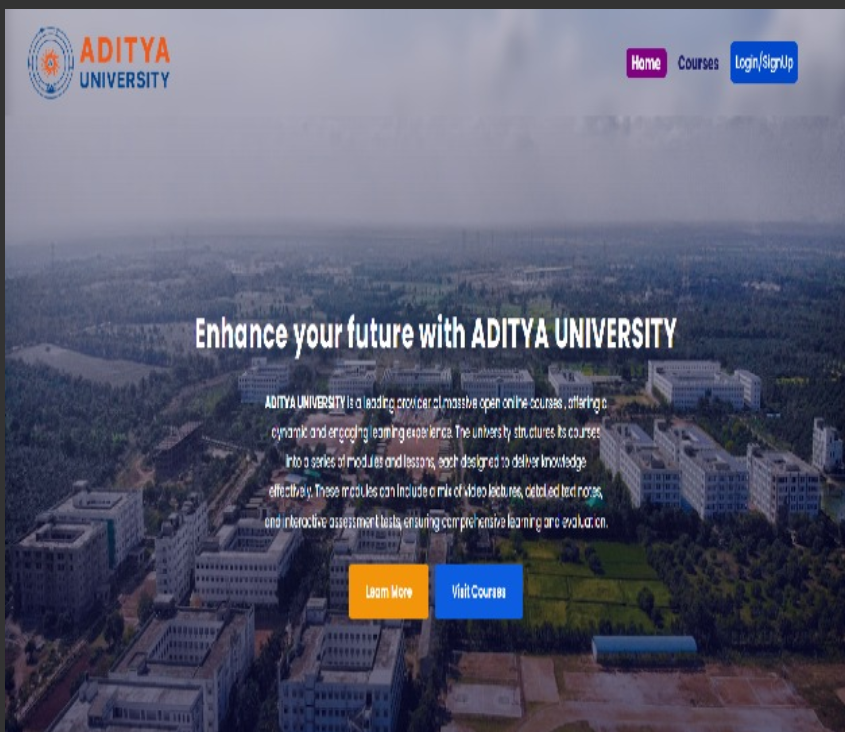 ADITYA
UNIVERSITY
Home Courses Login/SignUp
Enhance your future with ADITYA UNIVERSITY
ADITYA UNIVERSITY is a leading provider of massive open online courses , offering a
dynamic and engaging learning experience. The university structures its courses
into a series of modules and lessons, each designed to deliver knowledge
effectively. These modules can include a mix of video lectures, detailed text notes,
and interactive assessment tests, ensuring comprehensive learning and evaluation.
Learn More Visit Courses